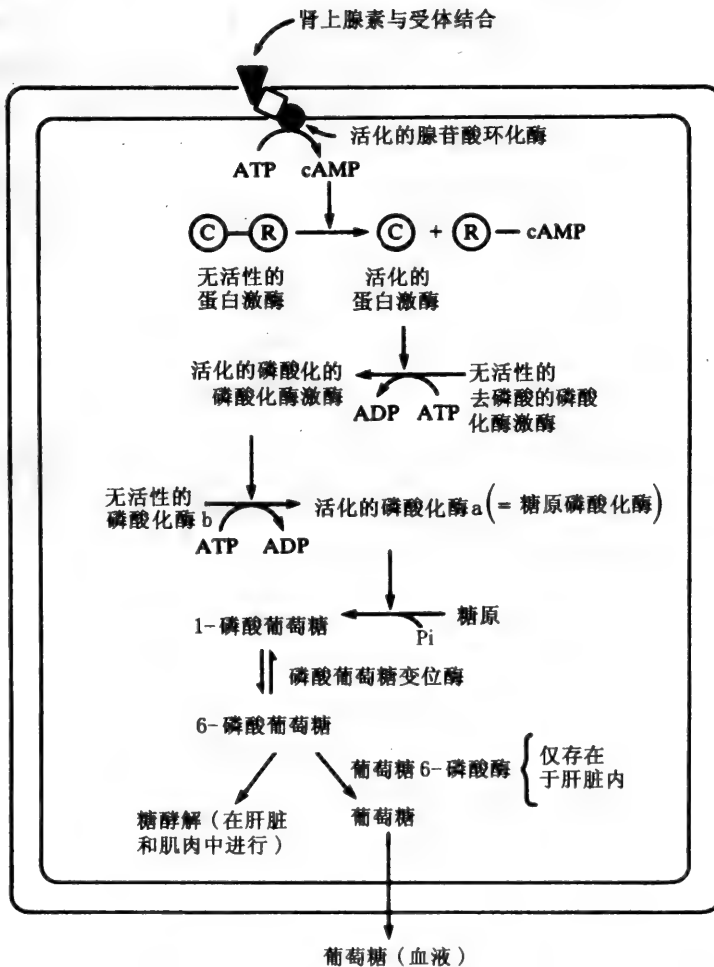 肾上腺素与受体结合
活化的腺苷酸环化酶
ATP cAMP
C R C + R cAMP
无活性的 活化的
蛋白激酶 蛋白激酶
活化的磷酸化的 无活性的
磷酸化酶激酶 去磷酸的磷酸
ADP ATP 化酶激酶
无活性的 活化的磷酸化酶a(= 糖原磷酸化酶)
磷酸化酶b
ATP ADP
1-磷酸葡萄糖 糖原
Pi
磷酸葡萄糖变位酶
6-磷酸葡萄糖
葡萄糖6-磷酸酶 仅存在
于肝脏内
糖酵解(在肝脏 葡萄糖
和肌肉中进行)
葡萄糖(血液)